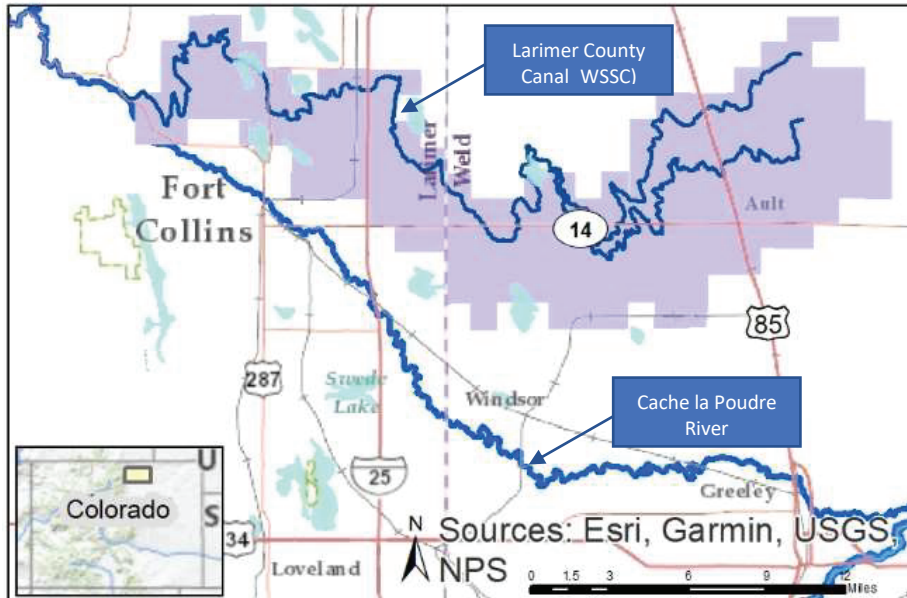 Larimer County
Canal WSSC)
Larimer
Weld
Fort
Collins
14
Ault
85
287
Swede
Lake
Windsor
Cache la Poudre
River
25
Greeley
Colorado
U
S
34
Loveland
N
Sources: Esri, Garmin, USGS,
NPS
0 1.5 3 6 9 12
Miles